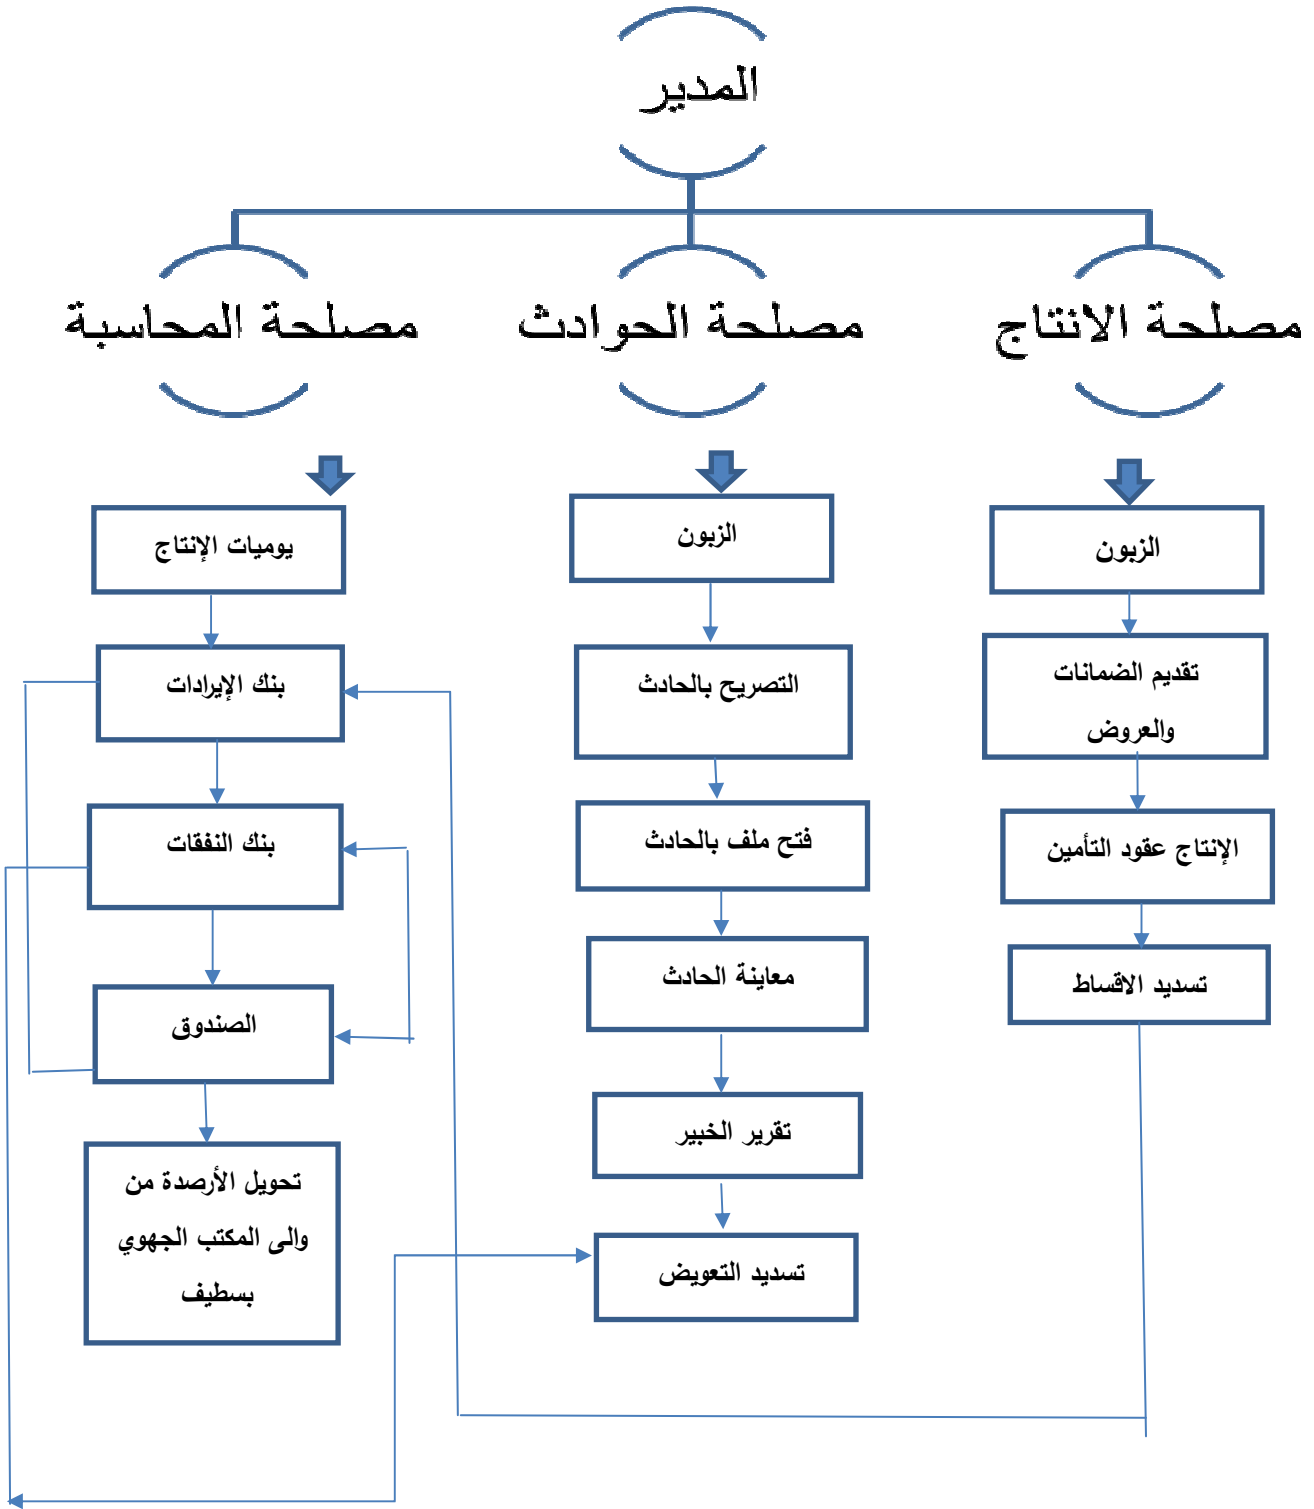 المدير
مصلحة الانتاج
مصلحة الحوادث
مصلحة المحاسبة
الزبون
تقديم الضمانات
والعروض
الإنتاج عقود التأمين
تسديد الاقساط
الزبون
التصريح بالحادث
فتح ملف بالحادث
معاينة الحادث
تقرير الخبير
تسديد التعويض
يوميات الإنتاج
بنك الإيرادات
بنك النفقات
الصندوق
تحويل الأرصدة من
والى المكتب الجهوي
بسطيف